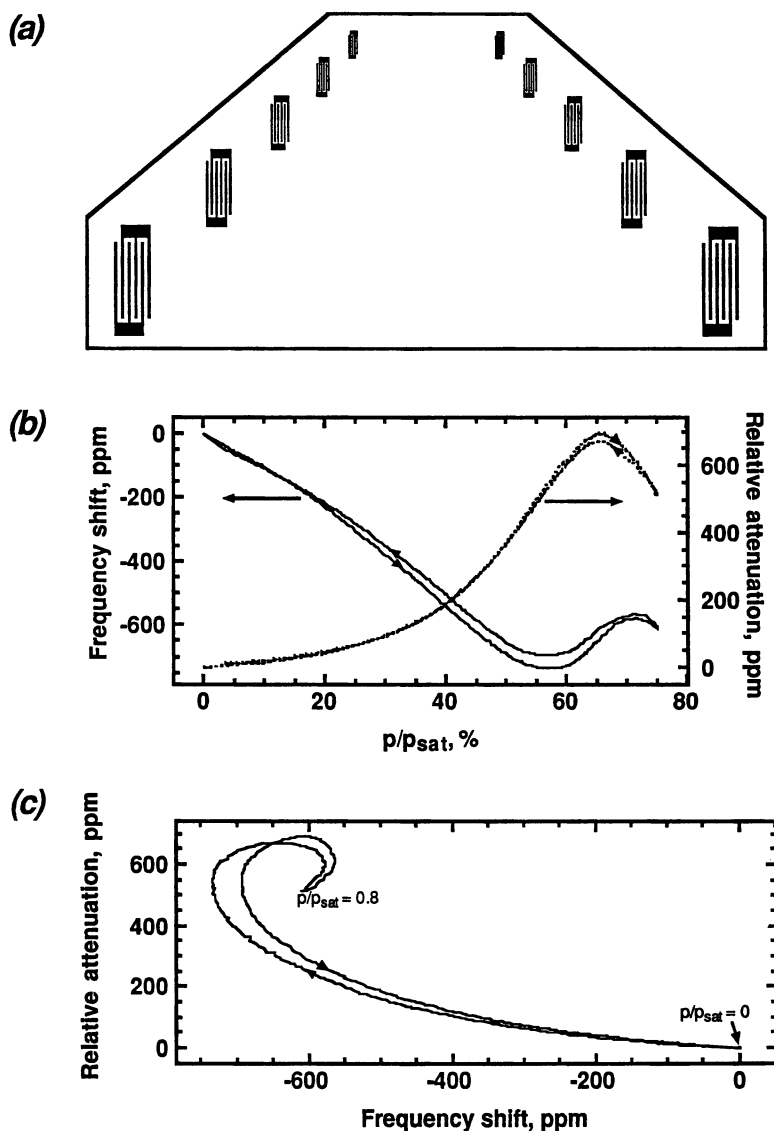 (a)
(b)
Frequency shift, ppm
0
-200
-400
-600
Relative attenuation, ppm
600
400
200
0
0 20 40 60 80
p/psat, %
(c)
Relative attenuation, ppm
600
400
200
0
p/psat = 0.8
p/psat = 0
-600 -400 -200 0
Frequency shift, ppm